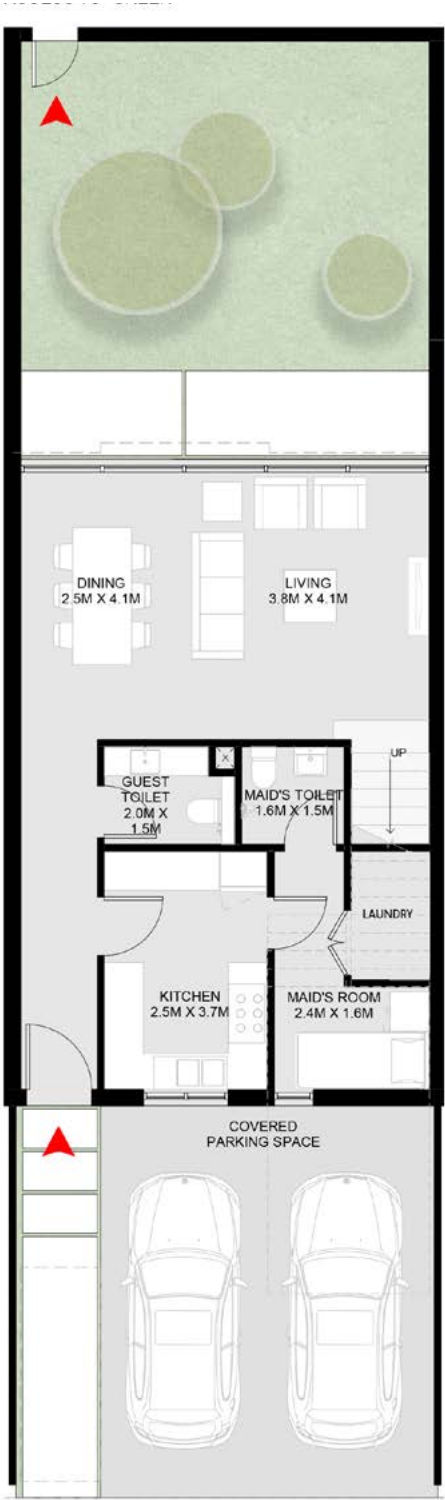 DINING
2.5M X 4.1M
LIVING
3.8M X 4.1M
UP
X
GUEST
TOILET
2.0M X
1.5M
MAID'S TOILET
1.6M X 1.5M
LAUNDRY
KITCHEN
2.5M X 3.7M
MAID'S ROOM
2.4M X 1.6M
COVERED
PARKING SPACE